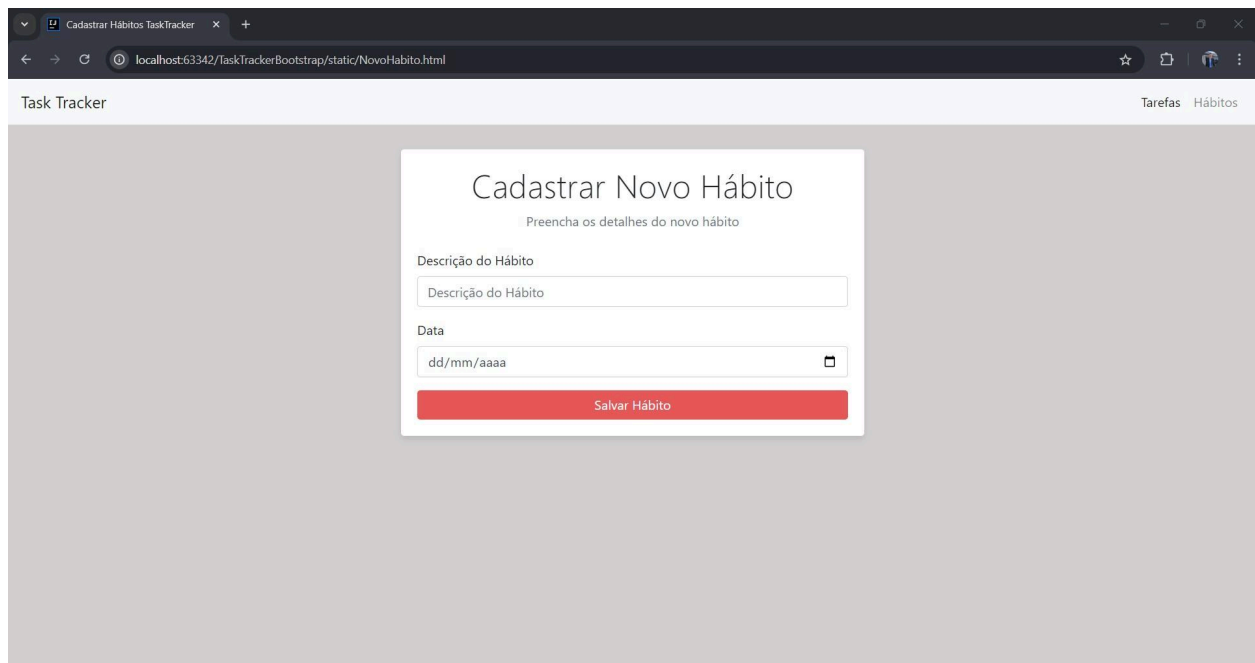 Cadastrar Hábitos TaskTracker
localhost:63342/TaskTrackerBootstrap/static/NovoHabito.html
Task Tracker
Tarefas Hábitos
Cadastrar Novo Hábito
Preencha os detalhes do novo hábito
Descrição do Hábito
Descrição do Hábito
Data
dd/mm/aaaa
Salvar Hábito